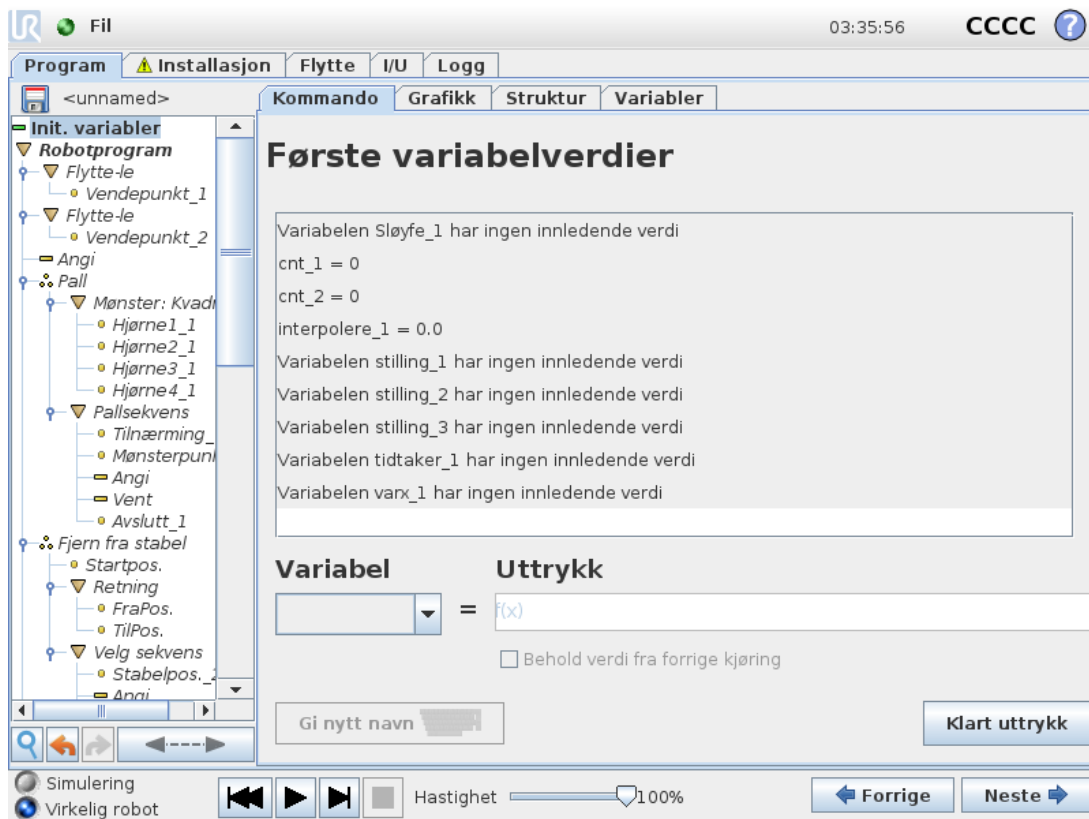 Fil
03:35:56
CCCC
?
Program
Installasjon
Flytte
I/U
Logg
<unnamed>
Kommando
Grafikk
Struktur
Variabler
Init. variabler
Robotprogram
Flytte-le
Vendepunkt_1
Flytte-le
Vendepunkt_2
Angi
Pall
Mønster: Kvadr
Hjørne1_1
Hjørne2_1
Hjørne3_1
Hjørne4_1
Pallsekvens
Tilnærming_
Mønsterpunk
Angi
Vent
Avslutt_1
Fjern fra stabel
Startpos.
Retning
FraPos.
TilPos.
Velg sekvens
Stabelpos._2
Angi
Første variabelverdier
Variabelen Sløyfe_1 har ingen innledende verdi
cnt_1 = 0
cnt_2 = 0
interpolere_1 = 0.0
Variabelen stilling_1 har ingen innledende verdi
Variabelen stilling_2 har ingen innledende verdi
Variabelen stilling_3 har ingen innledende verdi
Variabelen tidtaker_1 har ingen innledende verdi
Variabelen varx_1 har ingen innledende verdi
Variabel
Uttrykk
=
f(x)
Behold verdi fra forrige kjøring
Gi nytt navn
Klart uttrykk
Simulering
Virkelig robot
Hastighet
100%
Forrige
Neste